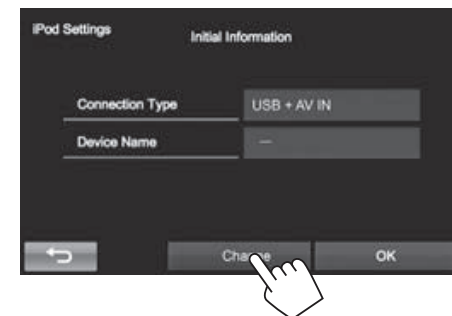 iPod Settings
Initial Information
Connection Type
USB + AV IN
Device Name
—
Change
OK